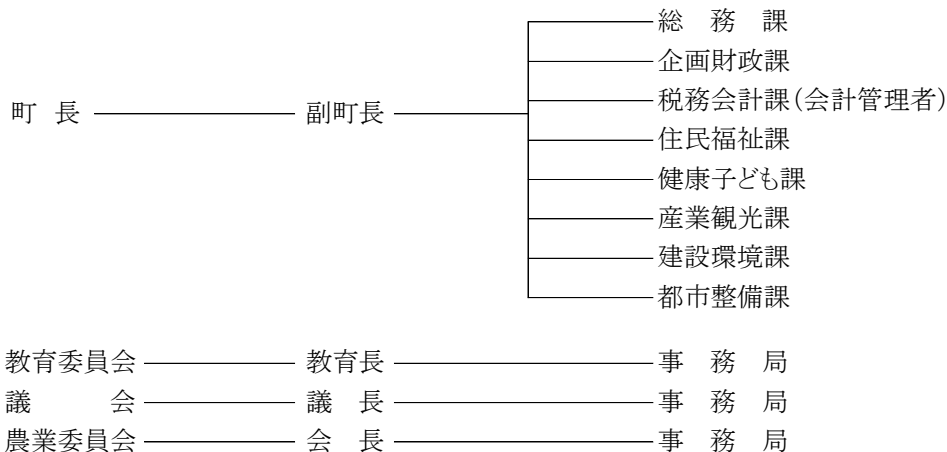 総務課
企画財政課
町長 副町長 税務会計課(会計管理者)
住民福祉課
健康子ども課
産業観光課
建設環境課
都市整備課
教育委員会 教育長 事務局
議会 議長 事務局
農業委員会 会長 事務局